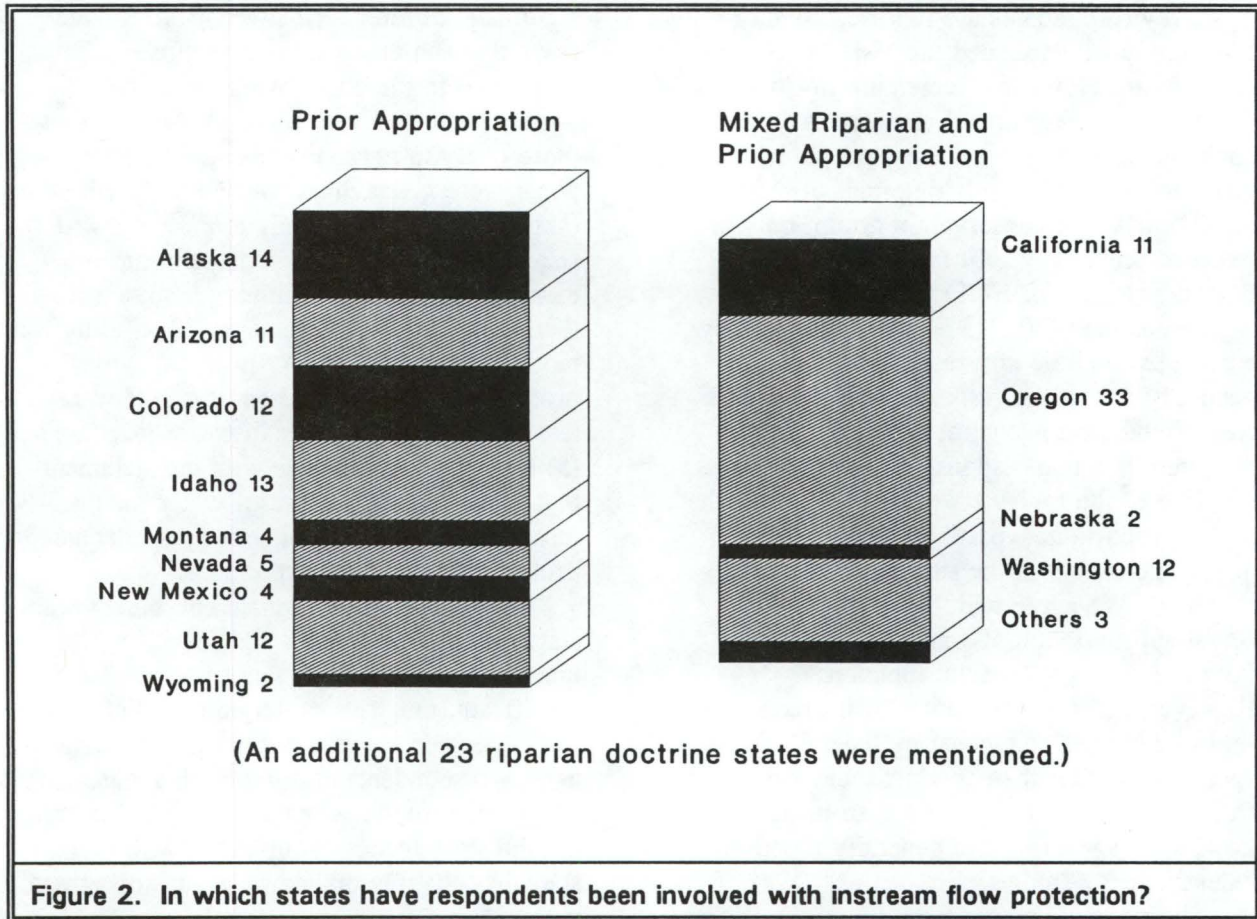 Prior Appropriation
Alaska 14
Arizona 11
Colorado 12
Idaho 13
Montana 4
Nevada 5
New Mexico 4
Utah 12
Wyoming 2
Mixed Riparian and
Prior Appropriation
California 11
Oregon 33
Nebraska 2
Washington 12
Others 3
(An additional 23 riparian doctrine states were mentioned.)
Figure 2. In which states have respondents been involved with instream flow protection?